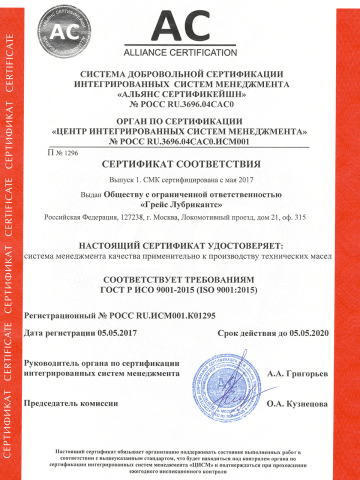 AC
ALLIANCE CERTIFICATION
СИСТЕМА ДОБРОВОЛЬНОЙ СЕРТИФИКАЦИИ
ИНТЕГРИРОВАННЫХ СИСТЕМ МЕНЕДЖМЕНТА
«АЛЬЯНС СЕРТИФИКЕЙШН»
№ РОСС RU.3696.04САС0
ОРГАН ПО СЕРТИФИКАЦИИ
«ЦЕНТР ИНТЕГРИРОВАННЫХ СИСТЕМ МЕНЕДЖМЕНТА»
№ РОСС RU.3696.04САС0.ИСМ001
П № 1296
СЕРТИФИКАТ СООТВЕТСТВИЯ
Выпуск 1. СМК сертифицирована с мая 2017
Выдан Обществу с ограниченной ответственностью
«Грейс Лубрикантс»
Российская Федерация, 127238, г. Москва, Локомотивный проезд, дом 21, оф. 315
НАСТОЯЩИЙ СЕРТИФИКАТ УДОСТОВЕРЯЕТ:
система менеджмента качества применительно к производству технических масел
СООТВЕТСТВУЕТ ТРЕБОВАНИЯМ
ГОСТ Р ИСО 9001-2015 (ISO 9001:2015)
Регистрационный № РОСС RU.ИСМ001.К01295
Дата регистрации 05.05.2017 Срок действия до 05.05.2020
Руководитель органа по сертификации
интегрированных систем менеджмента А.А. Григорьев
Председатель комиссии О.А. Кузнецова
Настоящий сертификат обязывает организацию поддерживать состояние выполняемых работ в
соответствии с вышеуказанным стандартом, что будет находиться под контролем органа по
сертификации интегрированных систем менеджмента «ЦИСМ» и подтверждаться при прохождении
ежегодного инспекционного контроля
СЕРТИФИКАТ CERTIFICATE СЕРТИФИКАТ CERTIFICATE СЕРТИФИКАТ CERTIFICATE